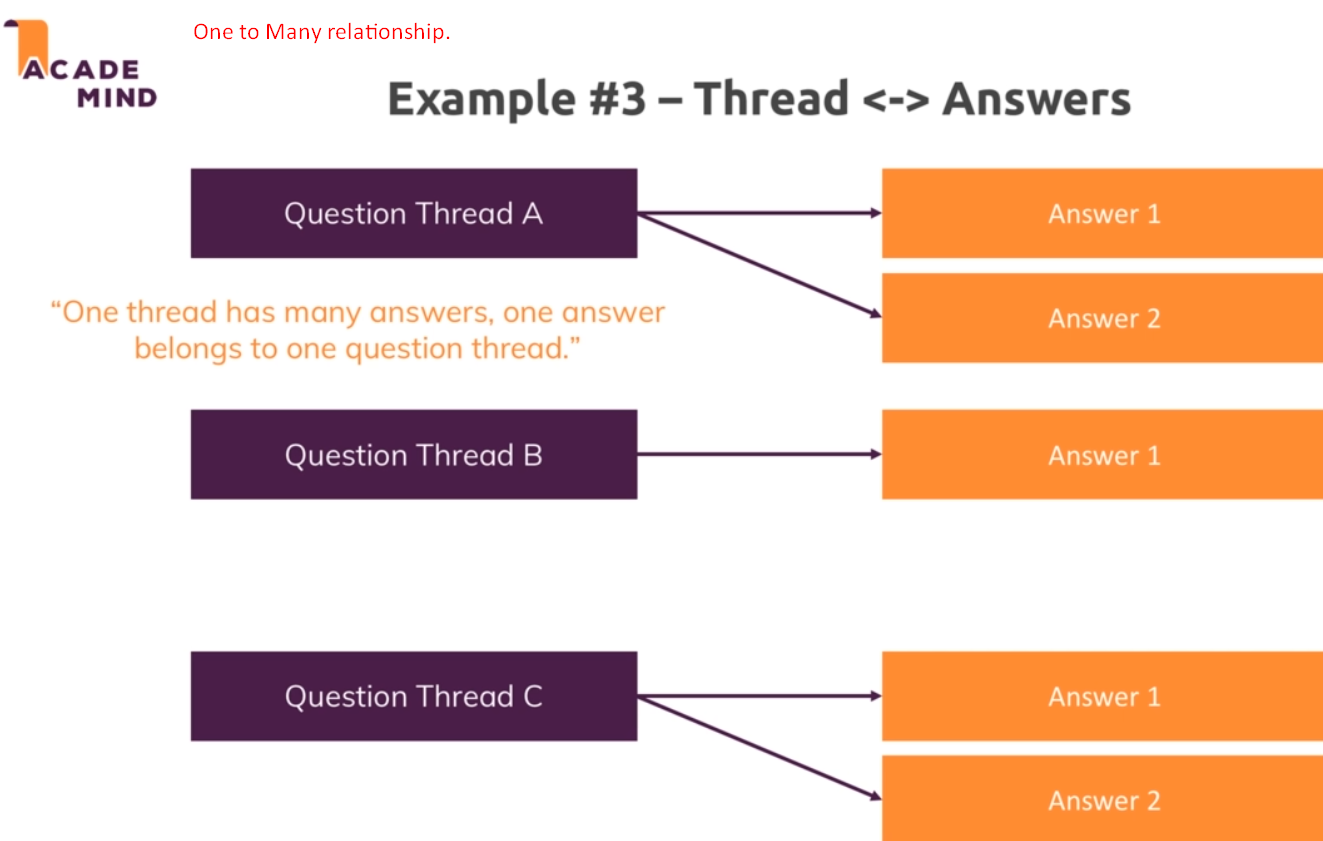 One to Many relationship.
ACADE
MIND
Example #3 – Thread <-> Answers
Question Thread A
Answer 1
Answer 2
“One thread has many answers, one answer
belongs to one question thread.”
Question Thread B
Answer 1
Question Thread C
Answer 1
Answer 2